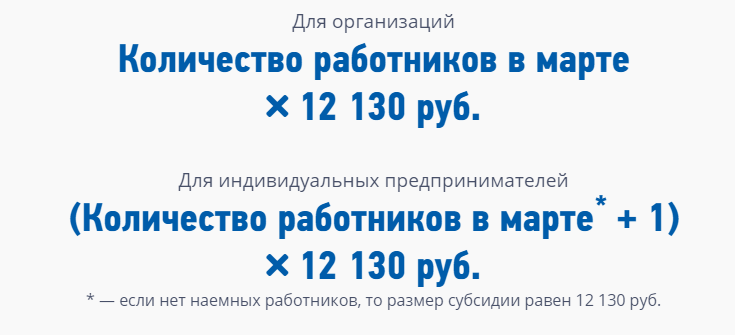 Для организаций
Количество работников в марте
× 12 130 руб.
Для индивидуальных предпринимателей
(Количество работников в марте* + 1)
× 12 130 руб.
* — если нет наемных работников, то размер субсидии равен 12 130 руб.